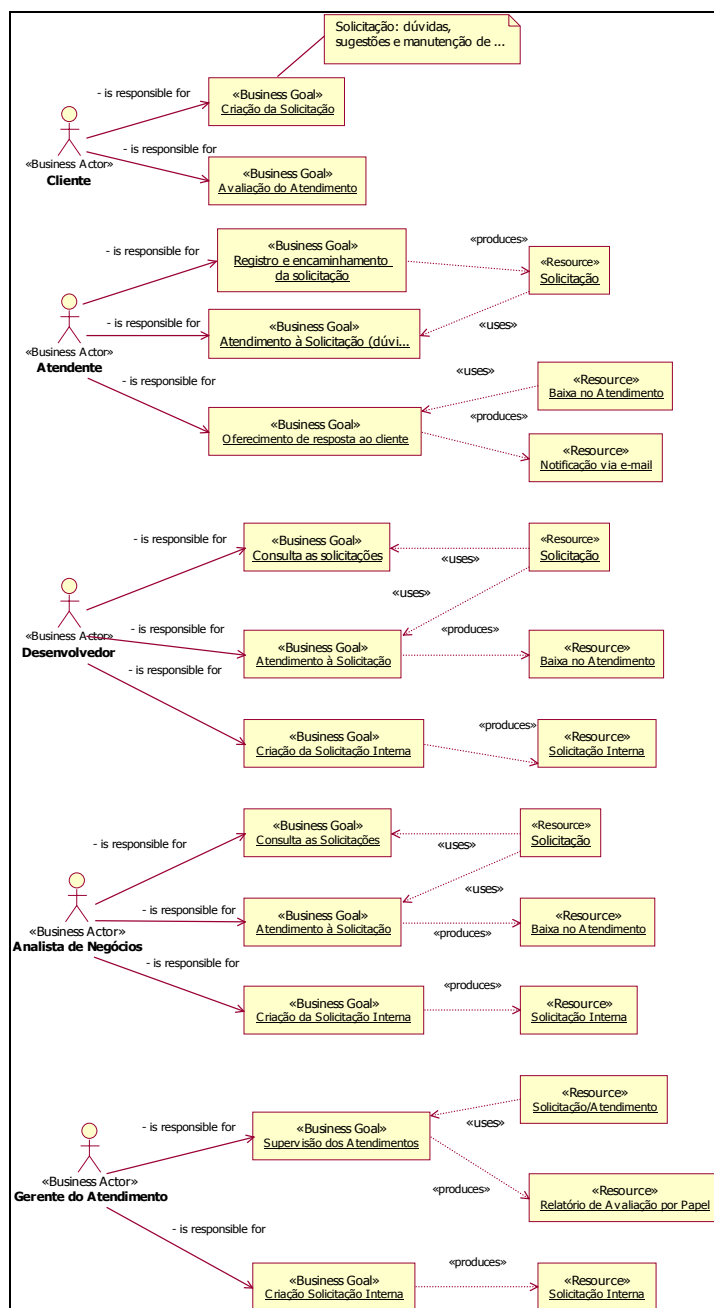 Solicitação: dúvidas,
sugestões e manutenção de ...
- is responsible for
«Business Goal»
Criação da Solicitação
«Business Actor»
Cliente
- is responsible for
«Business Goal»
Avaliação do Atendimento
- is responsible for
«Business Goal»
Registro e encaminhamento
da solicitação
«produces»
«Resource»
Solicitação
«uses»
- is responsible for
«Business Goal»
Atendimento à Solicitação (dúvi...
«Business Actor»
Atendente
- is responsible for
«Business Goal»
Oferecimento de resposta ao cliente
«uses»
«Resource»
Baixa no Atendimento
«produces»
«Resource»
Notificação via e-mail
- is responsible for
«Business Goal»
Consulta as solicitações
«uses»
«Resource»
Solicitação
«uses»
«Business Actor»
Desenvolvedor
- is responsible for
«Business Goal»
Atendimento à Solicitação
«produces»
«Resource»
Baixa no Atendimento
- is responsible for
«Business Goal»
Criação da Solicitação Interna
«produces»
«Resource»
Solicitação Interna
- is responsible for
«Business Goal»
Consulta as Solicitações
«uses»
«Resource»
Solicitação
«uses»
- is responsible for
«Business Goal»
Atendimento à Solicitação
«produces»
«Resource»
Baixa no Atendimento
«Business Actor»
Analista de Negócios
- is responsible for
«Business Goal»
Criação da Solicitação Interna
«produces»
«Resource»
Solicitação Interna
- is responsible for
«Business Goal»
Supervisão dos Atendimentos
«uses»
«Resource»
Solicitação/Atendimento
«Business Actor»
Gerente do Atendimento
«produces»
«Resource»
Relatório de Avaliação por Papel
- is responsible for
«Business Goal»
Criação Solicitação Interna
«produces»
«Resource»
Solicitação Interna